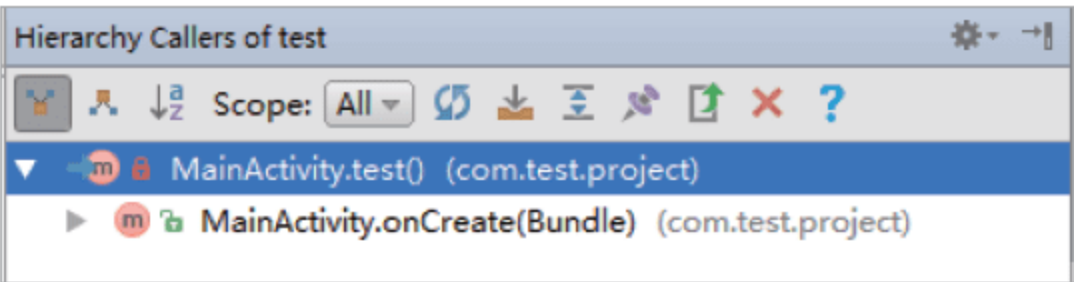 Hierarchy Callers of test
Scope: All
MainActivity.test() (com.test.project)
MainActivity.onCreate(Bundle) (com.test.project)